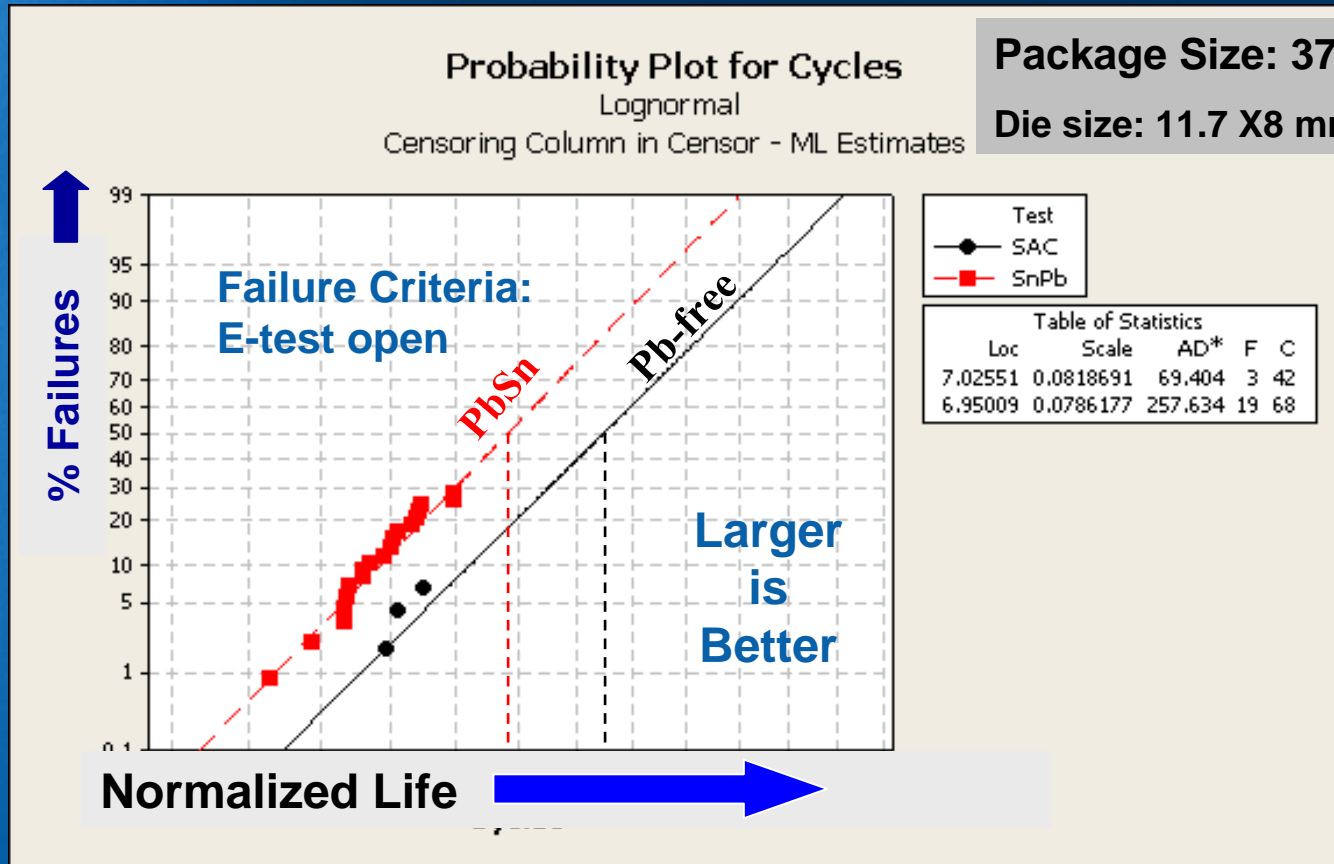 Probability Plot for Cycles
Lognormal
Censoring Column in Censor - ML Estimates
Package Size: 37
Die size: 11.7 X8 mm
% Failures
99
95
90
80
70
60
50
40
30
20
10
5
1
0.1
Failure Criteria:
E-test open
PbSn
Pb-free
Larger
is
Better
Test
SAC
SnPb
Table of Statistics
Loc Scale AD* F C
7.02551 0.0818691 69.404 3 42
6.95009 0.0786177 257.634 19 68
Normalized Life